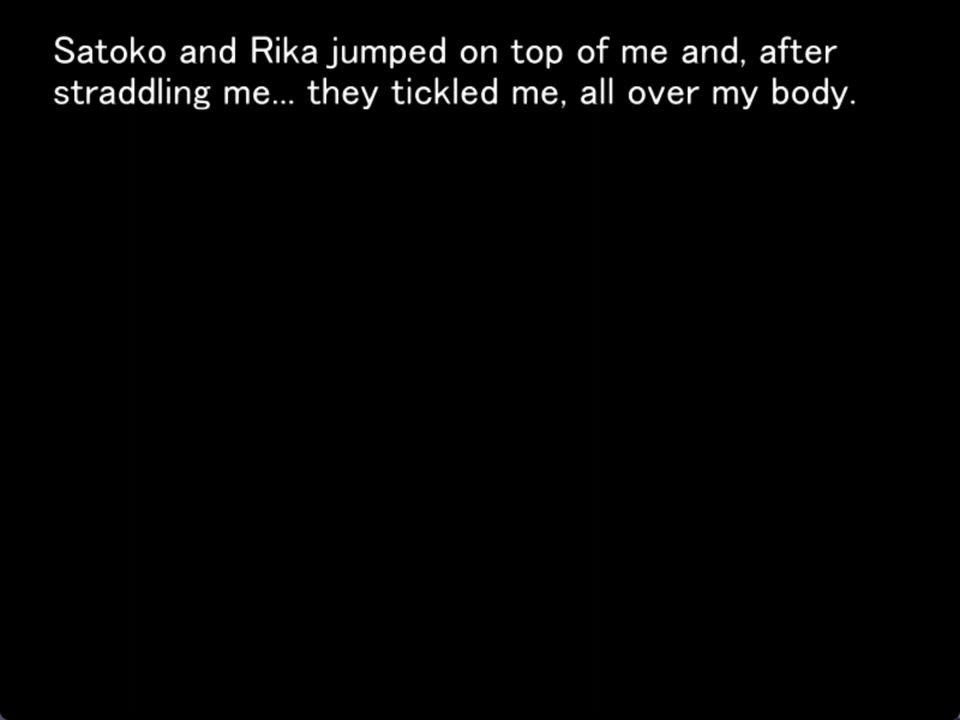 Satoko and Rika jumped on top of me and, after
straddling me... they tickled me, all over my body.